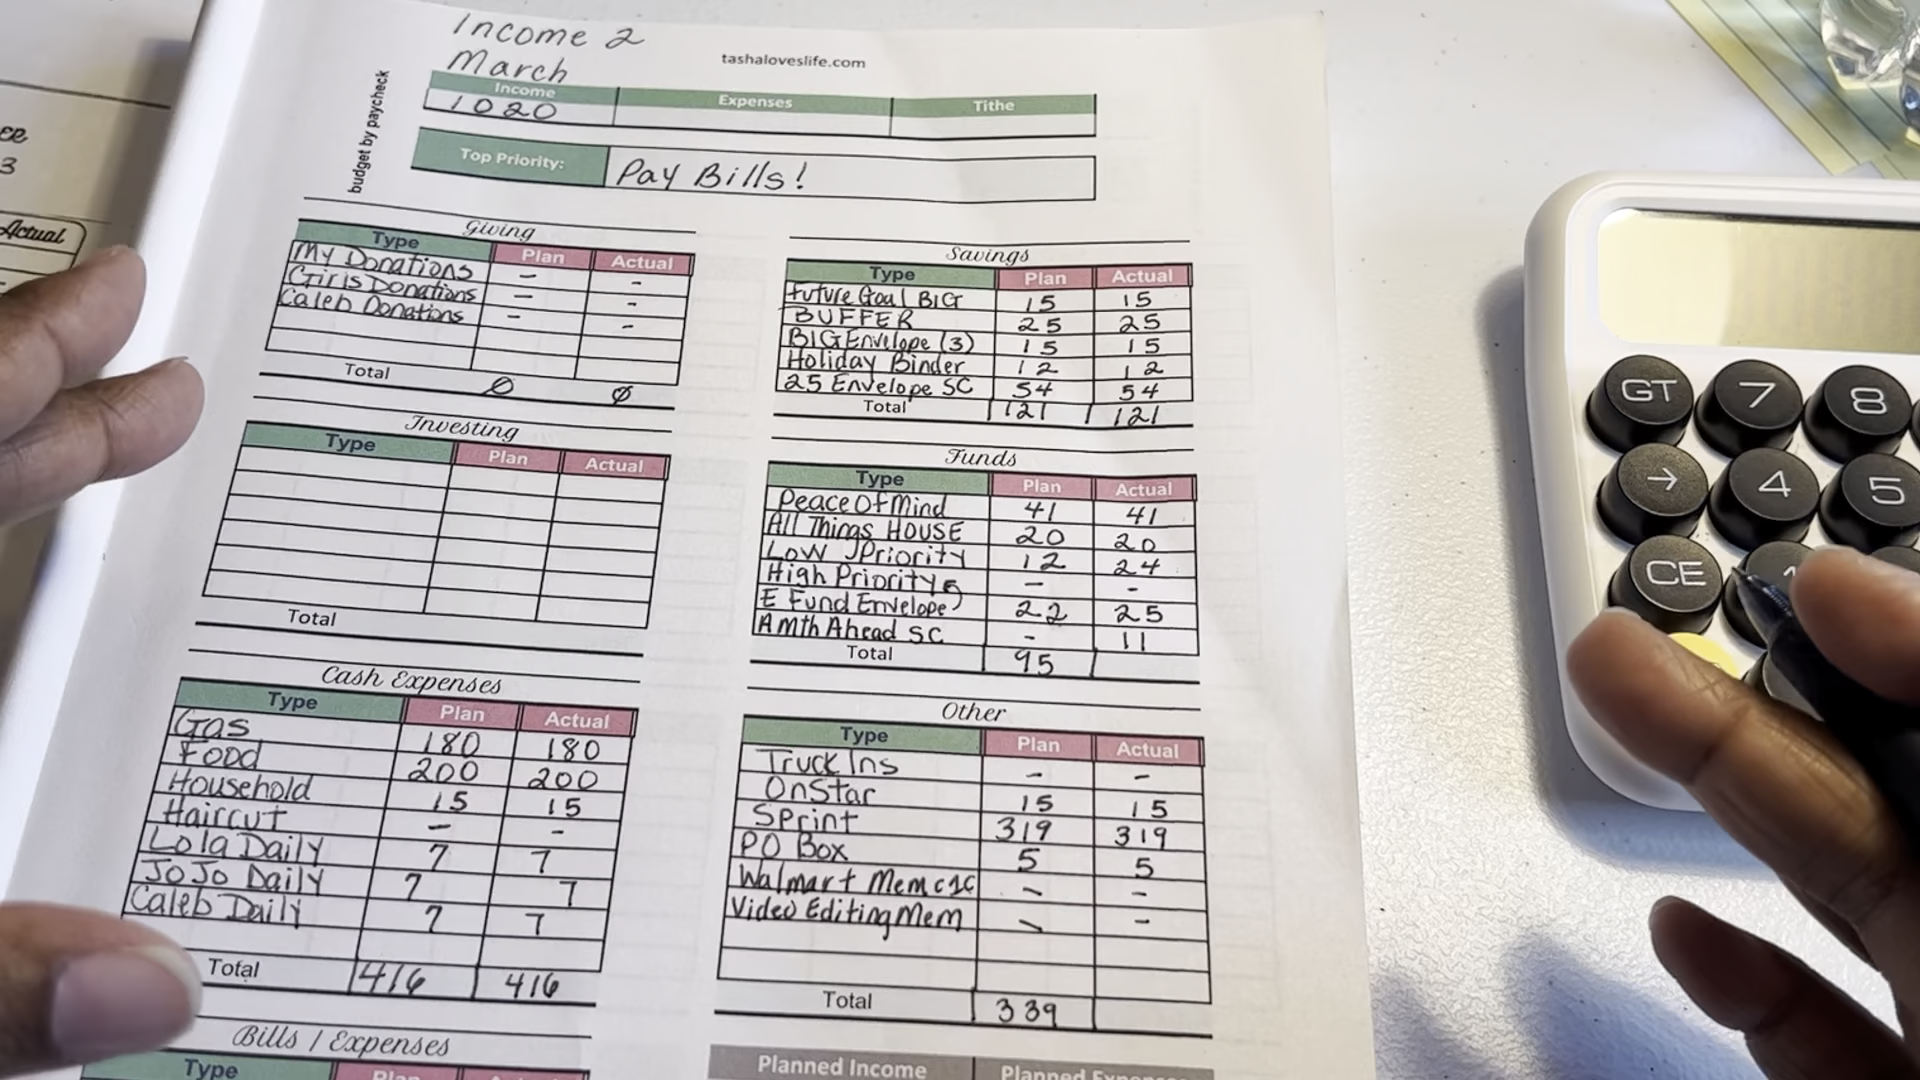 Income 2
March
tashaloveslife.com
budget by paycheck
Income Expenses Tithe
1020
Top Priority: Pay Bills!
Giving
Type Plan Actual
My Donations - -
Girls Donations - -
Caleb Donations - -
Total 0 0
Investing
Type Plan Actual
Total
Cash Expenses
Type Plan Actual
Gas 180 180
Food 200 200
Household 15 15
Haircut - -
Lola Daily 7 7
JoJo Daily 7 7
Caleb Daily 7 7
Total 416 416
Bills / Expenses
Type Plan Actual
Savings
Type Plan Actual
Future Goal BIG 15 15
BUFFER 25 25
BIG Envelope (3) 15 15
Holiday Binder 12 12
25 Envelope SC 54 54
Total 121 121
Funds
Type Plan Actual
Peace Of Mind 41 41
All Things HOUSE 20 20
Low Priority 12 24
High Priority - -
E Fund Envelope 22 25
A Mth Ahead SC - 11
Total 95
Other
Type Plan Actual
Truck Ins - -
OnStar 15 15
Sprint 319 319
PO Box 5 5
Walmart Mem - -
Video Editing Mem - -
Total 339
Planned Income
Planned
3
Actual
GT 7 8
→ 4 5
CE